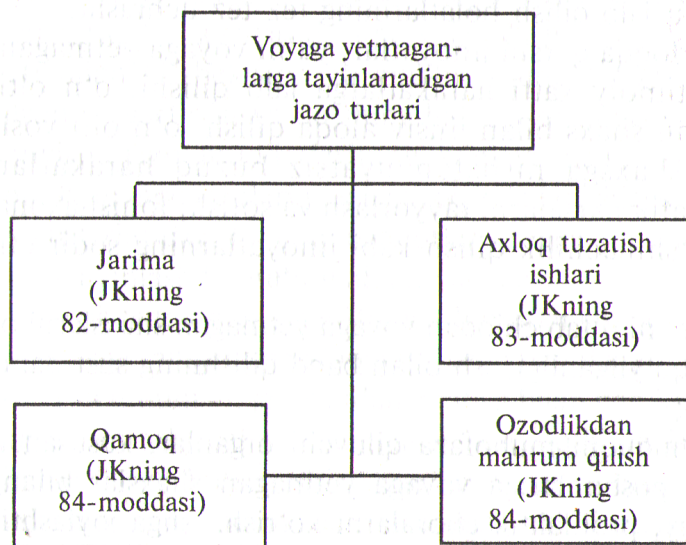 Voyaga yetmagan-
larga tayinlanadigan
jazo turlari
Jarima
(JKning
82-moddasi)
Axloq tuzatish
ishlari
(JKning
83-moddasi)
Qamoq
(JKning
84-moddasi)
Ozodlikdan
mahrum qilish
(JKning
84-moddasi)